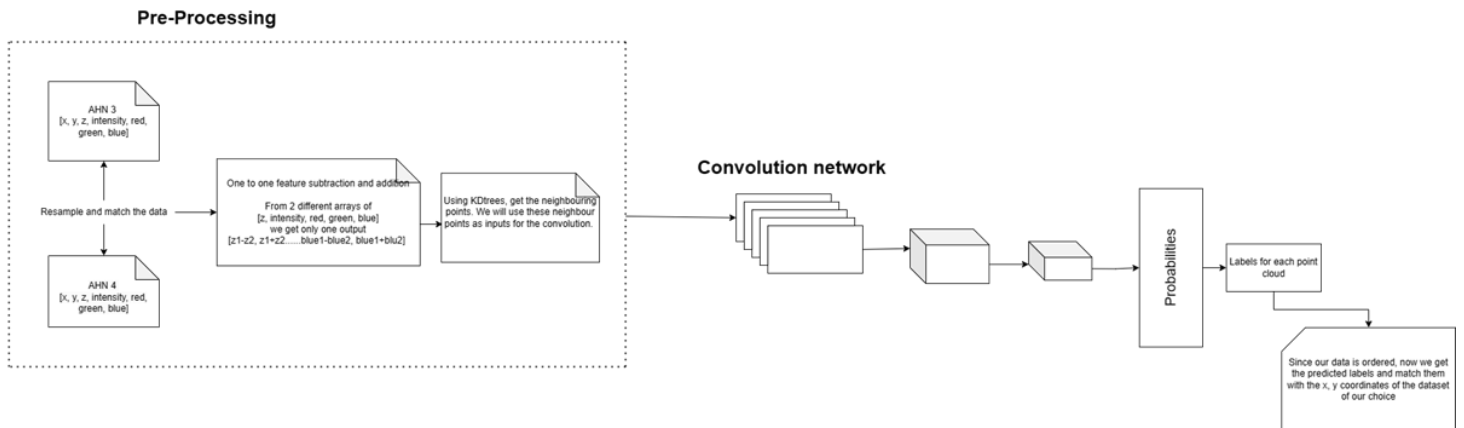 Pre-Processing
AHN 3
[x, y, z, intensity, red,
green, blue]
Resample and match the data
AHN 4
[x, y, z, intensity, red,
green, blue]
One to one feature subtraction and addition
From 2 different arrays of
[z, intensity, red, green, blue]
we get only one output
[z1-z2, z1+z2......blue1-blue2, blue1+blu2]
Using KDtrees, get the neighbouring
points. We will use these neighbour
points as inputs for the convolution.
Convolution network
Probabilities
Labels for each point
cloud
Since our data is ordered, now we get
the predicted labels and match them
with the x, y coordinates of the dataset
of our choice